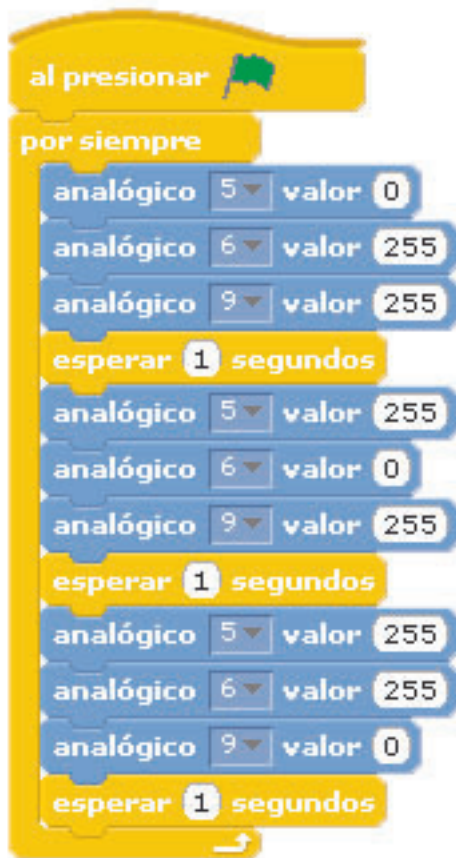 al presionar
por siempre
analógico 5 valor 0
analógico 6 valor 255
analógico 9 valor 255
esperar 1 segundos
analógico 5 valor 255
analógico 6 valor 0
analógico 9 valor 255
esperar 1 segundos
analógico 5 valor 255
analógico 6 valor 255
analógico 9 valor 0
esperar 1 segundos